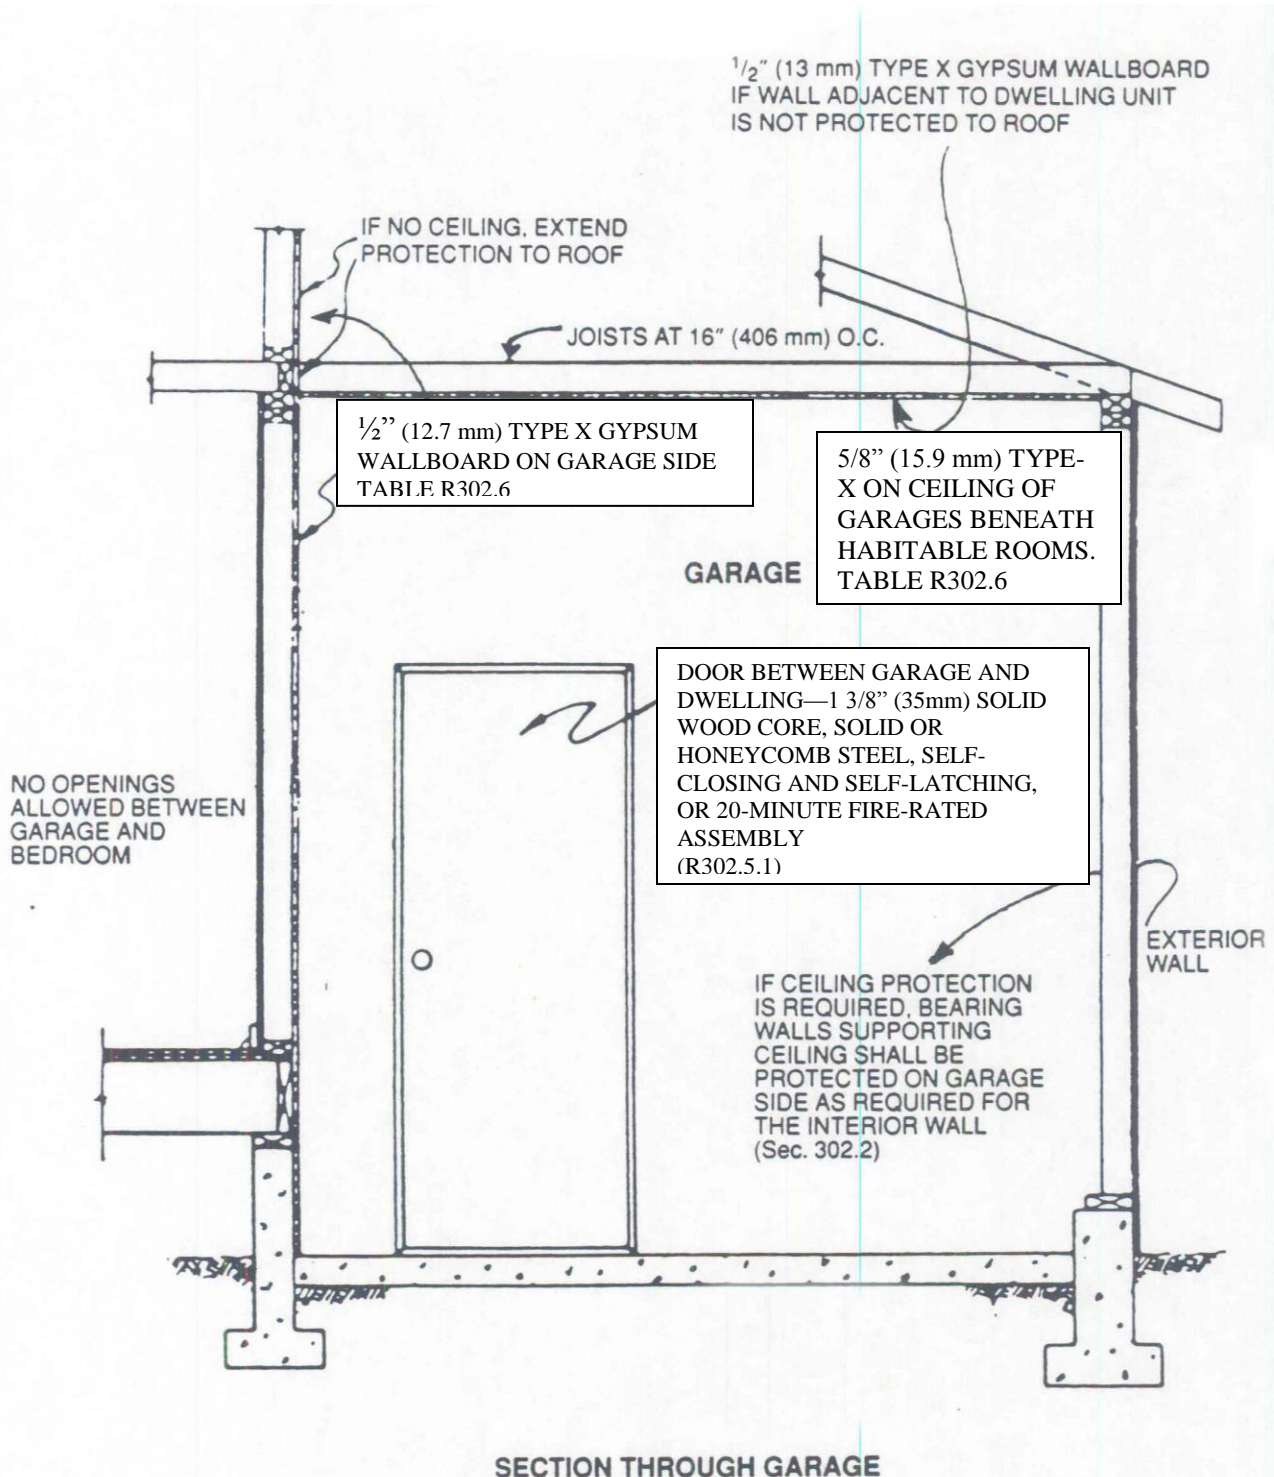 1/2" (13 mm) TYPE X GYPSUM WALLBOARD
IF WALL ADJACENT TO DWELLING UNIT
IS NOT PROTECTED TO ROOF
IF NO CEILING, EXTEND
PROTECTION TO ROOF
JOISTS AT 16" (406 mm) O.C.
½” (12.7 mm) TYPE X GYPSUM
WALLBOARD ON GARAGE SIDE
TABLE R302.6
5/8” (15.9 mm) TYPE-
X ON CEILING OF
GARAGES BENEATH
HABITABLE ROOMS.
TABLE R302.6
GARAGE
DOOR BETWEEN GARAGE AND
DWELLING—1 3/8” (35mm) SOLID
WOOD CORE, SOLID OR
HONEYCOMB STEEL, SELF-
CLOSING AND SELF-LATCHING,
OR 20-MINUTE FIRE-RATED
ASSEMBLY
(R302.5.1)
NO OPENINGS
ALLOWED BETWEEN
GARAGE AND
BEDROOM
EXTERIOR
WALL
IF CEILING PROTECTION
IS REQUIRED, BEARING
WALLS SUPPORTING
CEILING SHALL BE
PROTECTED ON GARAGE
SIDE AS REQUIRED FOR
THE INTERIOR WALL
(Sec. 302.2)
SECTION THROUGH GARAGE